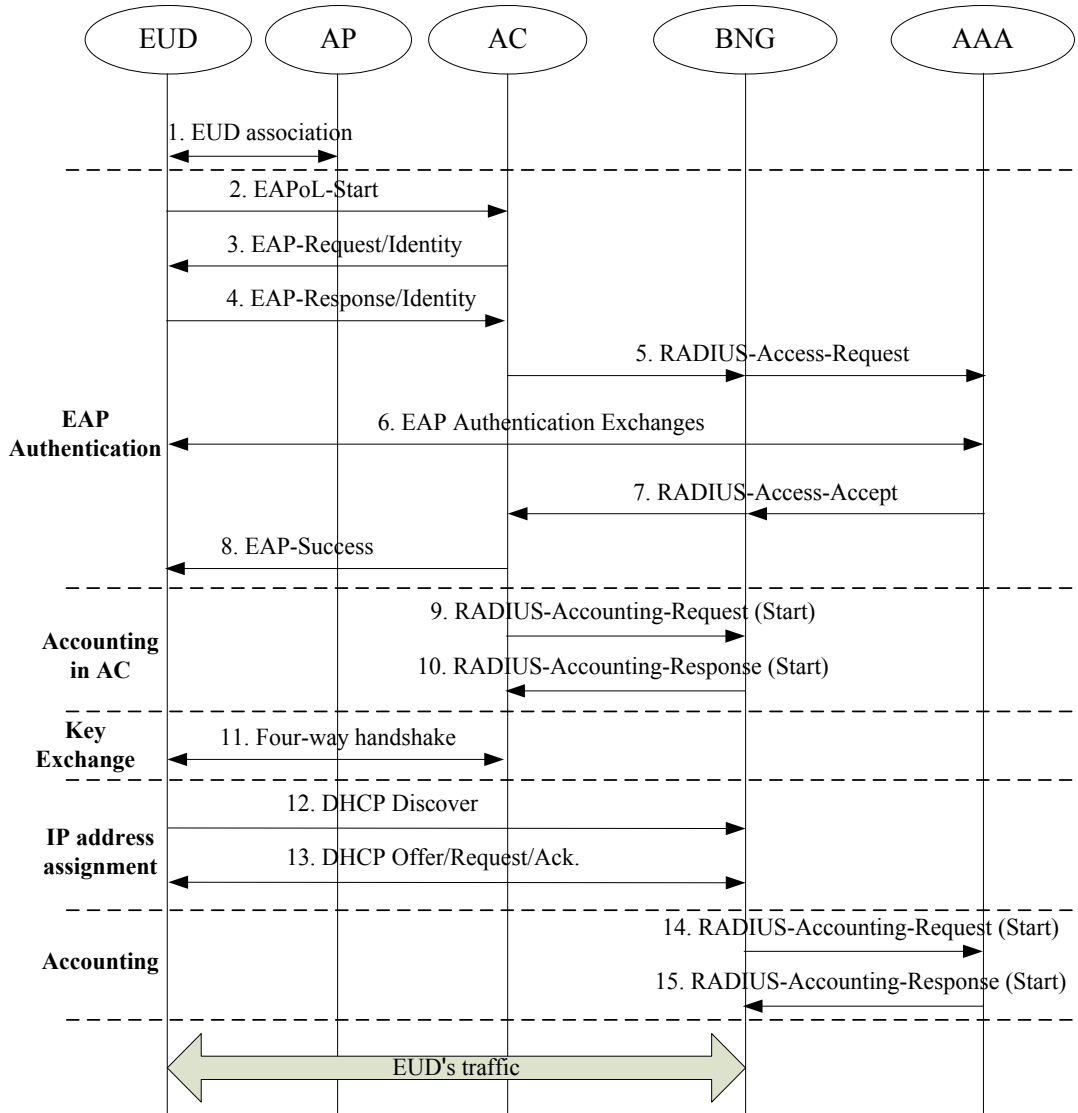 EUD
AP
AC
BNG
AAA
1. EUD association
2. EAPoL-Start
3. EAP-Request/Identity
4. EAP-Response/Identity
5. RADIUS-Access-Request
EAP
Authentication
6. EAP Authentication Exchanges
7. RADIUS-Access-Accept
8. EAP-Success
9. RADIUS-Accounting-Request (Start)
Accounting
in AC
10. RADIUS-Accounting-Response (Start)
Key
Exchange
11. Four-way handshake
12. DHCP Discover
IP address
assignment
13. DHCP Offer/Request/Ack.
14. RADIUS-Accounting-Request (Start)
Accounting
15. RADIUS-Accounting-Response (Start)
EUD's traffic